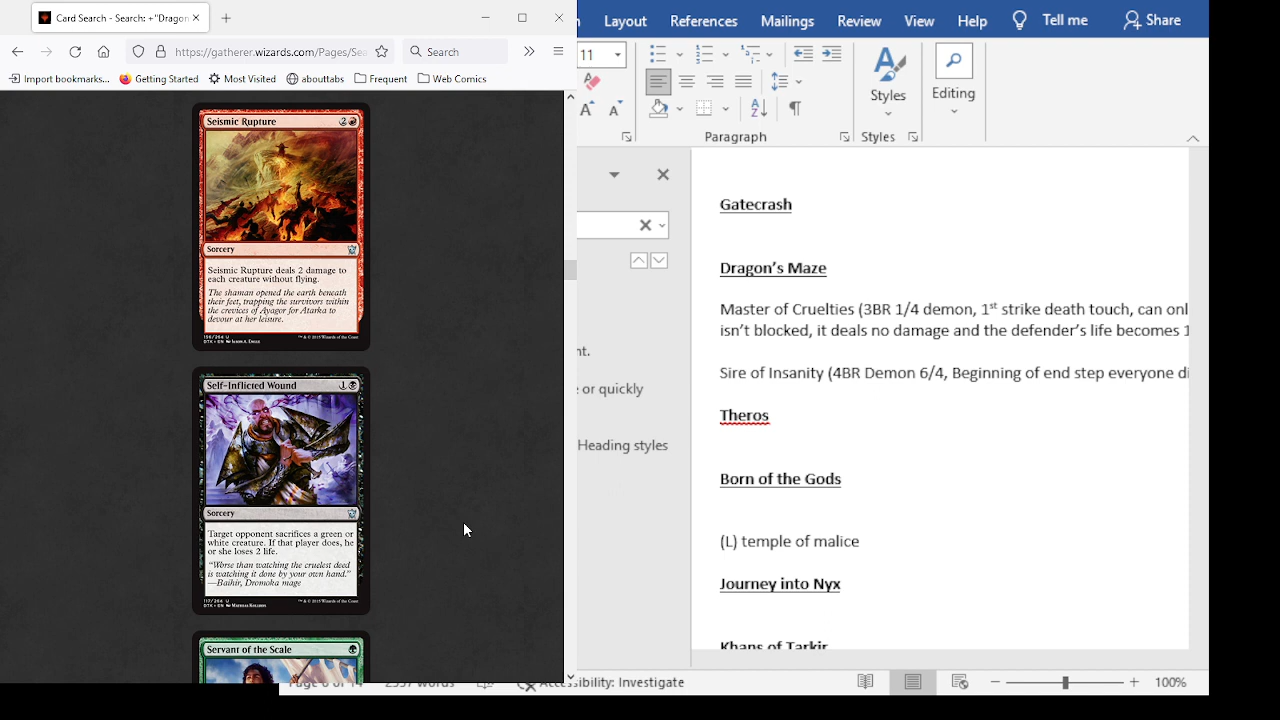 Card Search - Search: +"Dragon
https://gatherer.wizards.com/Pages/Sea
Search
Import bookmarks...
Getting Started
Most Visited
abouttabs
Frequent
Web Comics
Seismic Rupture
2
Sorcery
Seismic Rupture deals 2 damage to
each creature without flying.
The shaman opened the earth beneath
their feet, trapping the survivors within
the crevices of Ayagor for Atarka to
devour at her leisure.
Self-Inflicted Wound
1
Sorcery
Target opponent sacrifices a green or
white creature. If that player does, he
or she loses 2 life.
"Worse than watching the cruelest deed
is watching it done by your own hand."
—Baihir, Dromoka mage
Servant of the Scale
Layout
References
Mailings
Review
View
Help
Tell me
Share
11
Styles
Editing
Paragraph
Styles
nt.
e or quickly
Heading styles
Gatecrash
Dragon's Maze
Master of Cruelties (3BR 1/4 demon, 1st strike death touch, can onl
isn't blocked, it deals no damage and the defender's life becomes 1
Sire of Insanity (4BR Demon 6/4, Beginning of end step everyone di
Theros
Born of the Gods
(L) temple of malice
Journey into Nyx
Khans of Tarkir
Accessibility: Investigate
100%